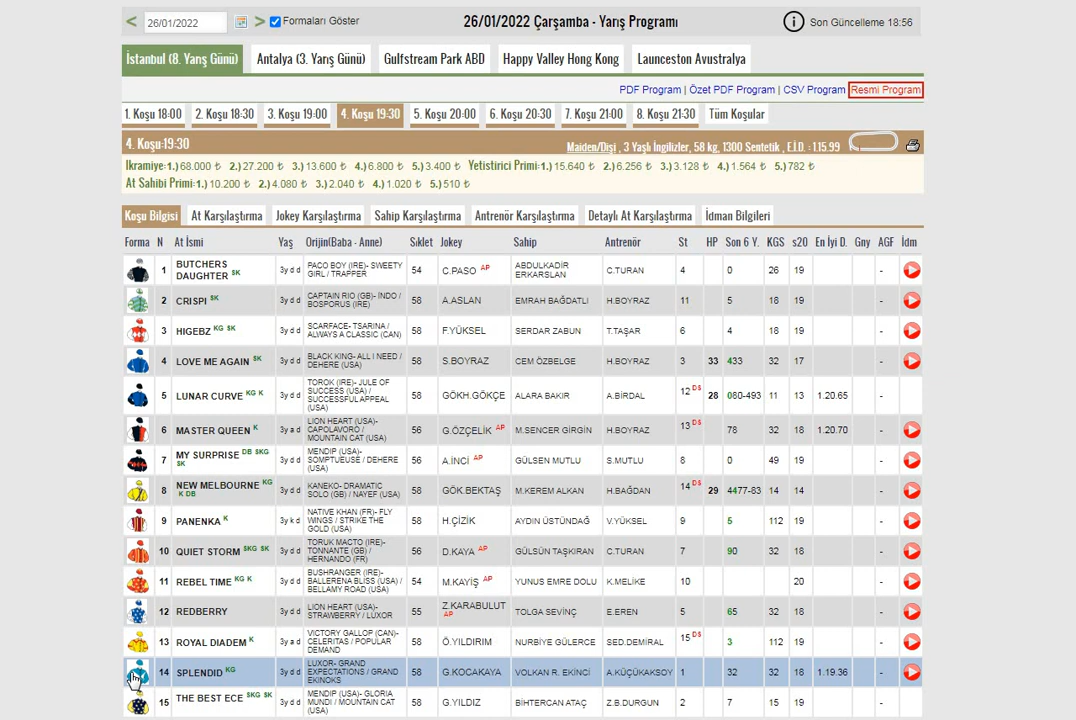 < 26/01/2022 > Formaları Göster 26/01/2022 Çarşamba - Yarış Programı i Son Güncelleme 18:56
İstanbul (8. Yarış Günü) Antalya (3. Yarış Günü) Gulfstream Park ABD Happy Valley Hong Kong Launceston Avustralya
PDF Program | Özet PDF Program | CSV Program Resmi Program
1. Koşu 18:00 2. Koşu 18:30 3. Koşu 19:00 4. Koşu 19:30 5. Koşu 20:00 6. Koşu 20:30 7. Koşu 21:00 8. Koşu 21:30 Tüm Koşular
4. Koşu:19:30 Maiden/Dişi , 3 Yaşlı İngilizler, 58 kg, 1300 Sentetik , E.İ.D. : 1.15.99
İkramiye:1.) 68.000 ₺ 2.) 27.200 ₺ 3.) 13.600 ₺ 4.) 6.800 ₺ 5.) 3.400 ₺ Yetistirici Primi:1.) 15.640 ₺ 2.) 6.256 ₺ 3.) 3.128 ₺ 4.) 1.564 ₺ 5.) 782 ₺
At Sahibi Primi:1.) 10.200 ₺ 2.) 4.080 ₺ 3.) 2.040 ₺ 4.) 1.020 ₺ 5.) 510 ₺
Koşu Bilgisi At Karşılaştırma Jokey Karşılaştırma Sahip Karşılaştırma Antrenör Karşılaştırma Detaylı At Karşılaştırma İdman Bilgileri
Forma N At İsmi Yaş Orijin(Baba - Anne) Sıklet Jokey Sahip Antrenör St HP Son 6 Y. KGS s20 En İyi D. Gny AGF İdm
1 BUTCHERS DAUGHTER SK 3y d d PACO BOY (IRE)- SWEETY GIRL / TRAPPER 54 C.PASO AP ABDULKADİR ERKARSLAN C.TURAN 4 0 26 19 -
2 CRISPI SK 3y d d CAPTAIN RIO (GB)- İNDO / BOSPORUS (IRE) 58 A.ASLAN EMRAH BAĞDATLI H.BOYRAZ 11 5 18 19 -
3 HIGEBZ KG SK 3y d d SCARFACE- TSARINA / ALWAYS A CLASSIC (CAN) 58 F.YÜKSEL SERDAR ZABUN T.TAŞAR 6 4 18 19 -
4 LOVE ME AGAIN SK 3y d d BLACK KING- ALL I NEED / DEHERE (USA) 58 S.BOYRAZ CEM ÖZBELGE H.BOYRAZ 3 33 433 32 17 -
5 LUNAR CURVE KG K 3y d d TOROK (IRE)- JULE OF SUCCESS (USA) / SUCCESSFUL APPEAL (USA) 58 GÖKH.GÖKÇE ALARA BAKIR A.BİRDAL 12 DS 28 080-493 11 13 1.20.65 -
6 MASTER QUEEN K 3y a d LION HEART (USA)- CAPOLAVORO / MOUNTAIN CAT (USA) 56 G.ÖZÇELİK AP M.SENCER GİRGİN H.BOYRAZ 13 DS 78 32 18 1.20.70 -
7 MY SURPRISE DB SKG SK 3y d d MENDIP (USA)- SOMPTUEUSE / DEHERE (USA) 56 A.İNCİ AP GÜLSEN MUTLU S.MUTLU 8 0 49 19 -
8 NEW MELBOURNE KG K DB 3y d d KANEKO- DRAMATIC SOLO (GB) / NAYEF (USA) 58 GÖK.BEKTAŞ M.KEREM ALKAN H.BAĞDAN 14 DS 29 4477-83 14 14 -
9 PANENKA K 3y k d NATIVE KHAN (FR)- FLY WINGS / STRIKE THE GOLD (USA) 58 H.ÇİZİK AYDIN ÜSTÜNDAĞ V.YÜKSEL 9 5 112 19 -
10 QUIET STORM SKG SK 3y d d TORUK MACTO (IRE)- TONNANTE (GB) / HERNANDO (FR) 56 D.KAYA AP GÜLSÜN TAŞKIRAN C.TURAN 7 90 32 18 -
11 REBEL TIME KG K 3y d d BUSHRANGER (IRE)- BALLERENA BLİSS (USA) / BELLAMY ROAD (USA) 54 M.KAYİŞ AP YUNUS EMRE DOLU K.MELİKE 10 20 -
12 REDBERRY 3y d d LION HEART (USA)- STRAWBERRY / LUXOR 55 Z.KARABULUT AP TOLGA SEVİNÇ E.EREN 5 65 32 18 -
13 ROYAL DIADEM K 3y a d VICTORY GALLOP (CAN)- CELERITAS / POPULAR DEMAND 58 Ö.YILDIRIM NURBİYE GÜLERCE SED.DEMİRAL 15 DS 3 112 19 -
14 SPLENDID KG 3y d d LUXOR- GRAND EXPECTATIONS / GRAND EKINOKS 58 G.KOCAKAYA VOLKAN R. EKİNCİ A.KÜÇÜKAKSOY 1 32 32 18 1.19.36 -
15 THE BEST ECE SKG SK 3y d d MENDIP (USA)- GLORIA MUNDI / MOUNTAIN CAT (USA) 58 G.YILDIZ BİHTERCAN ATAÇ Z.B.DURGUN 2 7 15 19 -